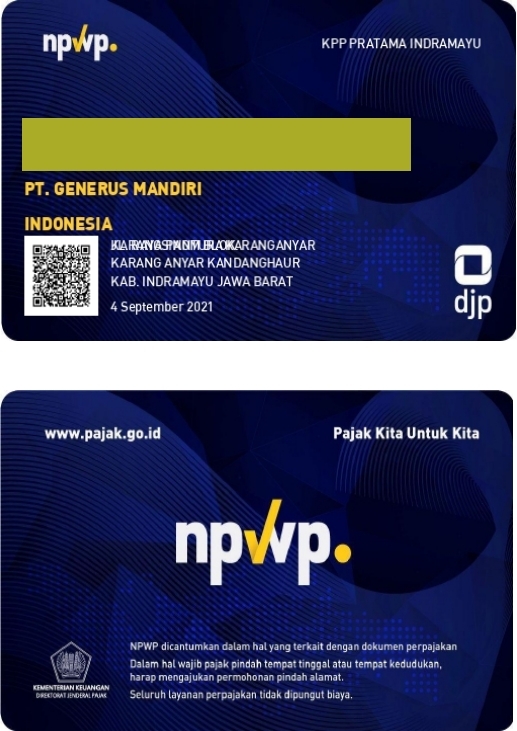 npwp.
KPP PRATAMA INDRAMAYU
PT. GENERUS MANDIRI
INDONESIA
KARANGANYAR
KARANG ANYAR KANDANGHAUR
KAB. INDRAMAYU JAWA BARAT
4 September 2021
djp
www.pajak.go.id
Pajak Kita Untuk Kita
npwp.
NPWP dicantumkan dalam hal yang terkait dengan dokumen perpajakan
Dalam hal wajib pajak pindah tempat tinggal atau tempat kedudukan,
harap mengajukan permohonan pindah alamat.
Seluruh layanan perpajakan tidak dipungut biaya.
KEMENTERIAN KEUANGAN
DIREKTORAT JENDERAL PAJAK